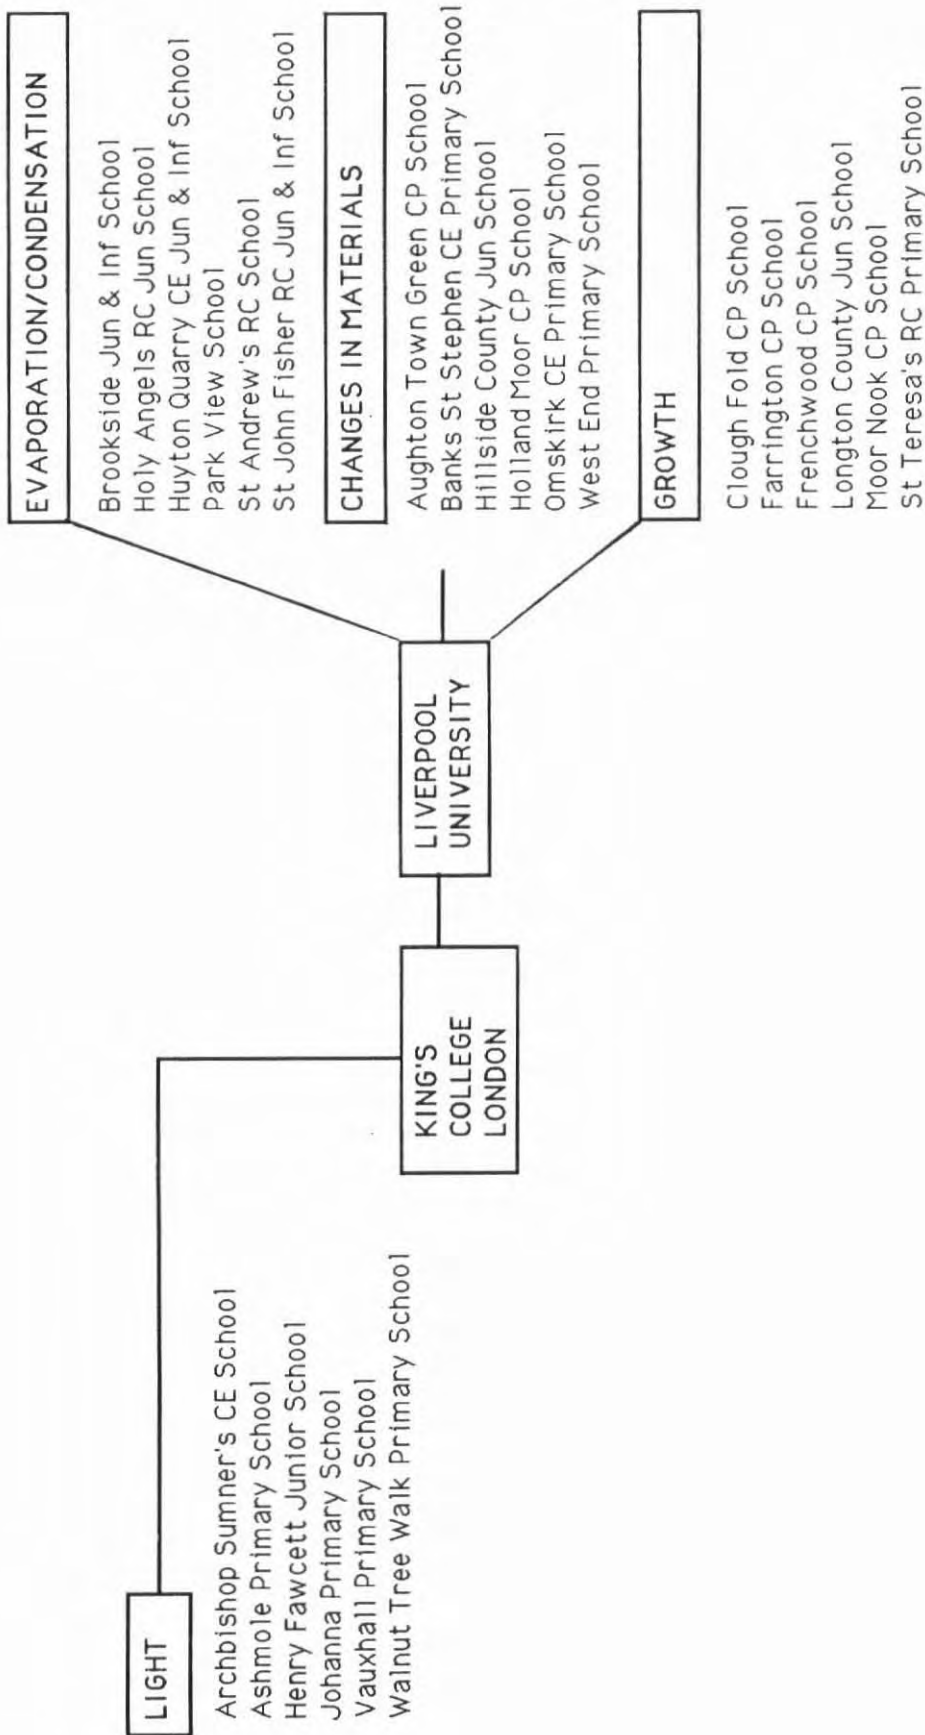 LIGHT
Archbishop Sumner's CE School
Ashmole Primary School
Henry Fawcett Junior School
Johanna Primary School
Vauxhall Primary School
Walnut Tree Walk Primary School
KING'S
COLLEGE
LONDON
LIVERPOOL
UNIVERSITY
EVAPORATION/CONDENSATION
Brookside Jun & Inf School
Holy Angels RC Jun School
Huyton Quarry CE Jun & Inf School
Park View School
St Andrew's RC School
St John Fisher RC Jun & Inf School
CHANGES IN MATERIALS
Aughton Town Green CP School
Banks St Stephen CE Primary School
Hillside County Jun School
Holland Moor CP School
Omskirk CE Primary School
West End Primary School
GROWTH
Clough Fold CP School
Farrington CP School
Frenchwood CP School
Longton County Jun School
Moor Nook CP School
St Teresa's RC Primary School